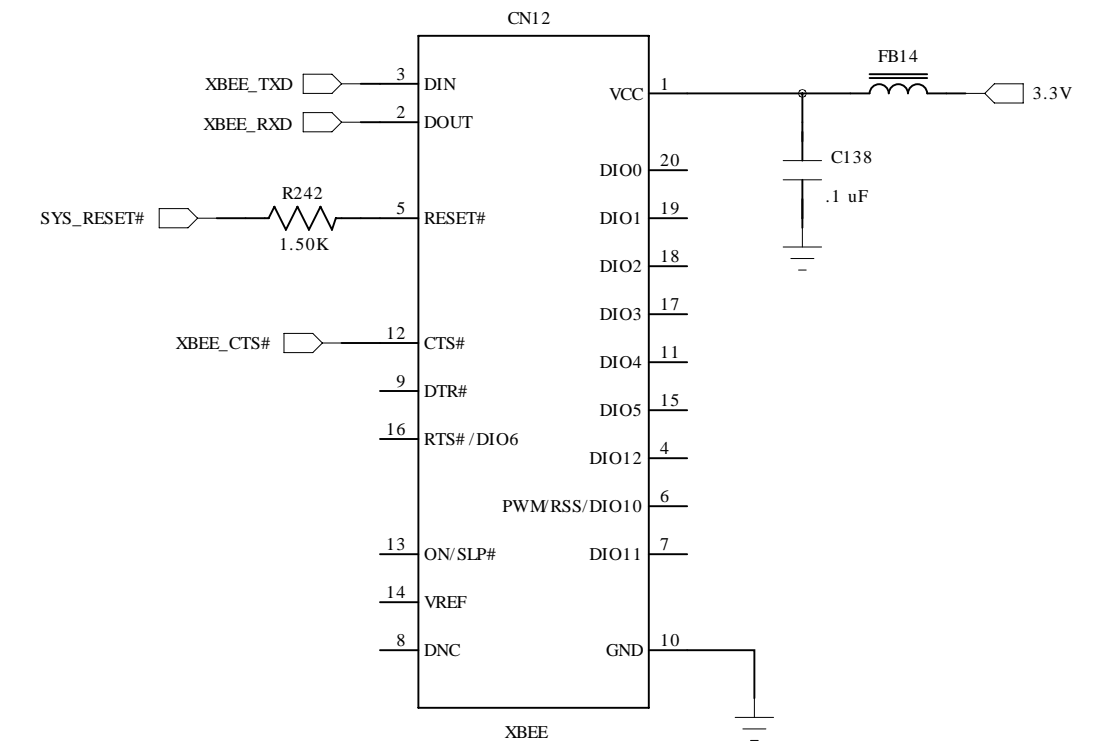 CN12
XBEE_TXD 3 DIN
XBEE_RXD 2 DOUT
SYS_RESET# R242 1.50K 5 RESET#
XBEE_CTS# 12 CTS#
9 DTR#
16 RTS# /DIO6
13 ON/SLP#
14 VREF
8 DNC
VCC 1 FB14 3.3V
C138
.1 uF
DIO0 20
DIO1 19
DIO2 18
DIO3 17
DIO4 11
DIO5 15
DIO12 4
PWM/RSS/DIO10 6
DIO11 7
GND 10
XBEE